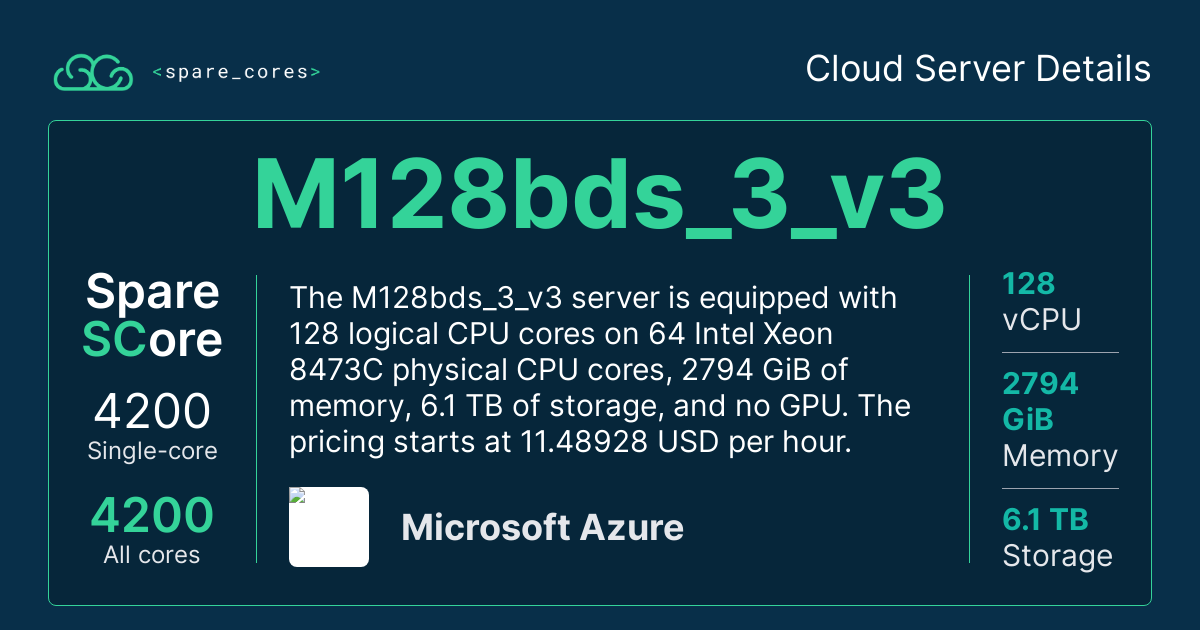 <spare_cores>
Cloud Server Details
M128bds_3_v3
Spare
SCore
4200
Single-core
4200
All cores
The M128bds_3_v3 server is equipped with
128 logical CPU cores on 64 Intel Xeon
8473C physical CPU cores, 2794 GiB of
memory, 6.1 TB of storage, and no GPU. The
pricing starts at 11.48928 USD per hour.
Microsoft Azure
128
vCPU
2794
GiB
Memory
6.1 TB
Storage